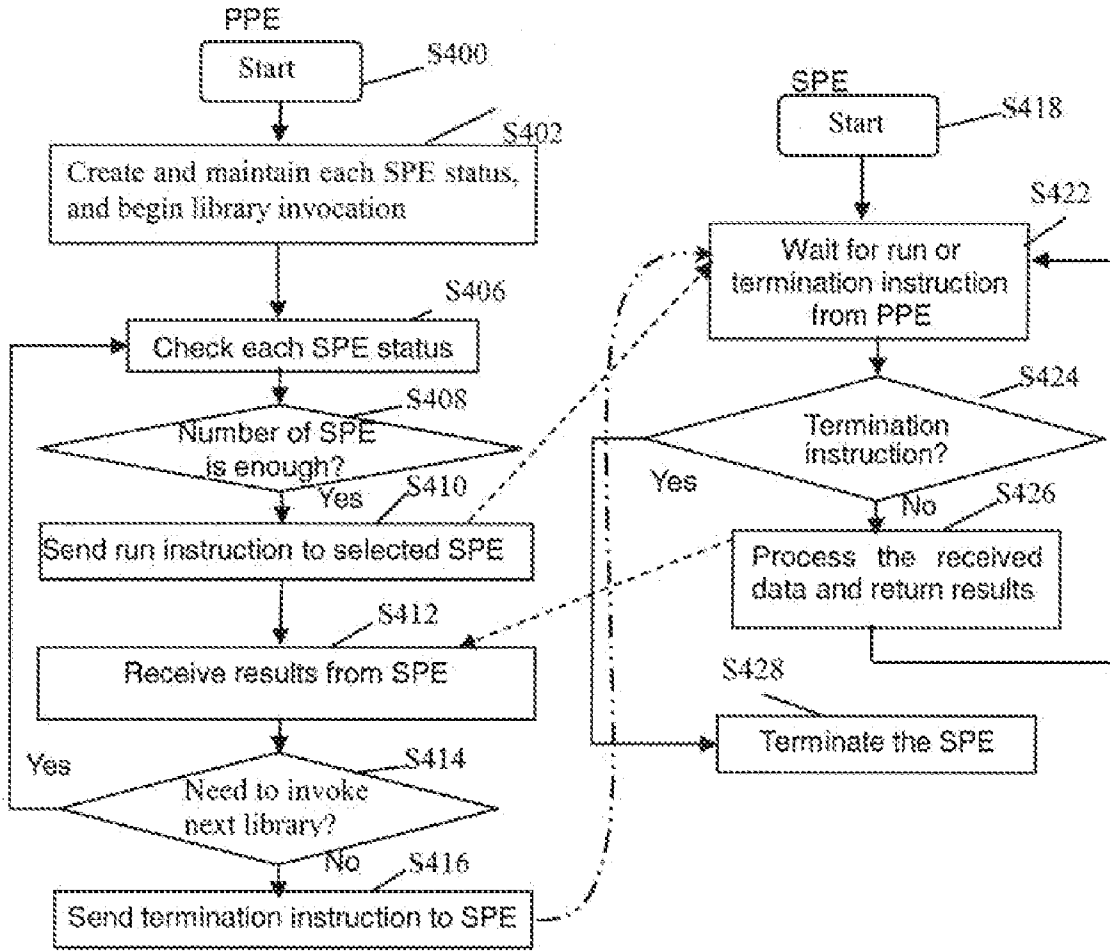 PPE
Start
S400
S402
Create and maintain each SPE status,
and begin library invocation
S406
Check each SPE status
S408
Number of SPE
is enough?
Yes
S410
Send run instruction to selected SPE
S412
Receive results from SPE
S414
Yes
Need to invoke
next library?
No
S416
Send termination instruction to SPE
SPE
Start
S418
S422
Wait for run or
termination instruction
from PPE
S424
Termination
instruction?
Yes
No
S426
Process the received
data and return results
S428
Terminate the SPE